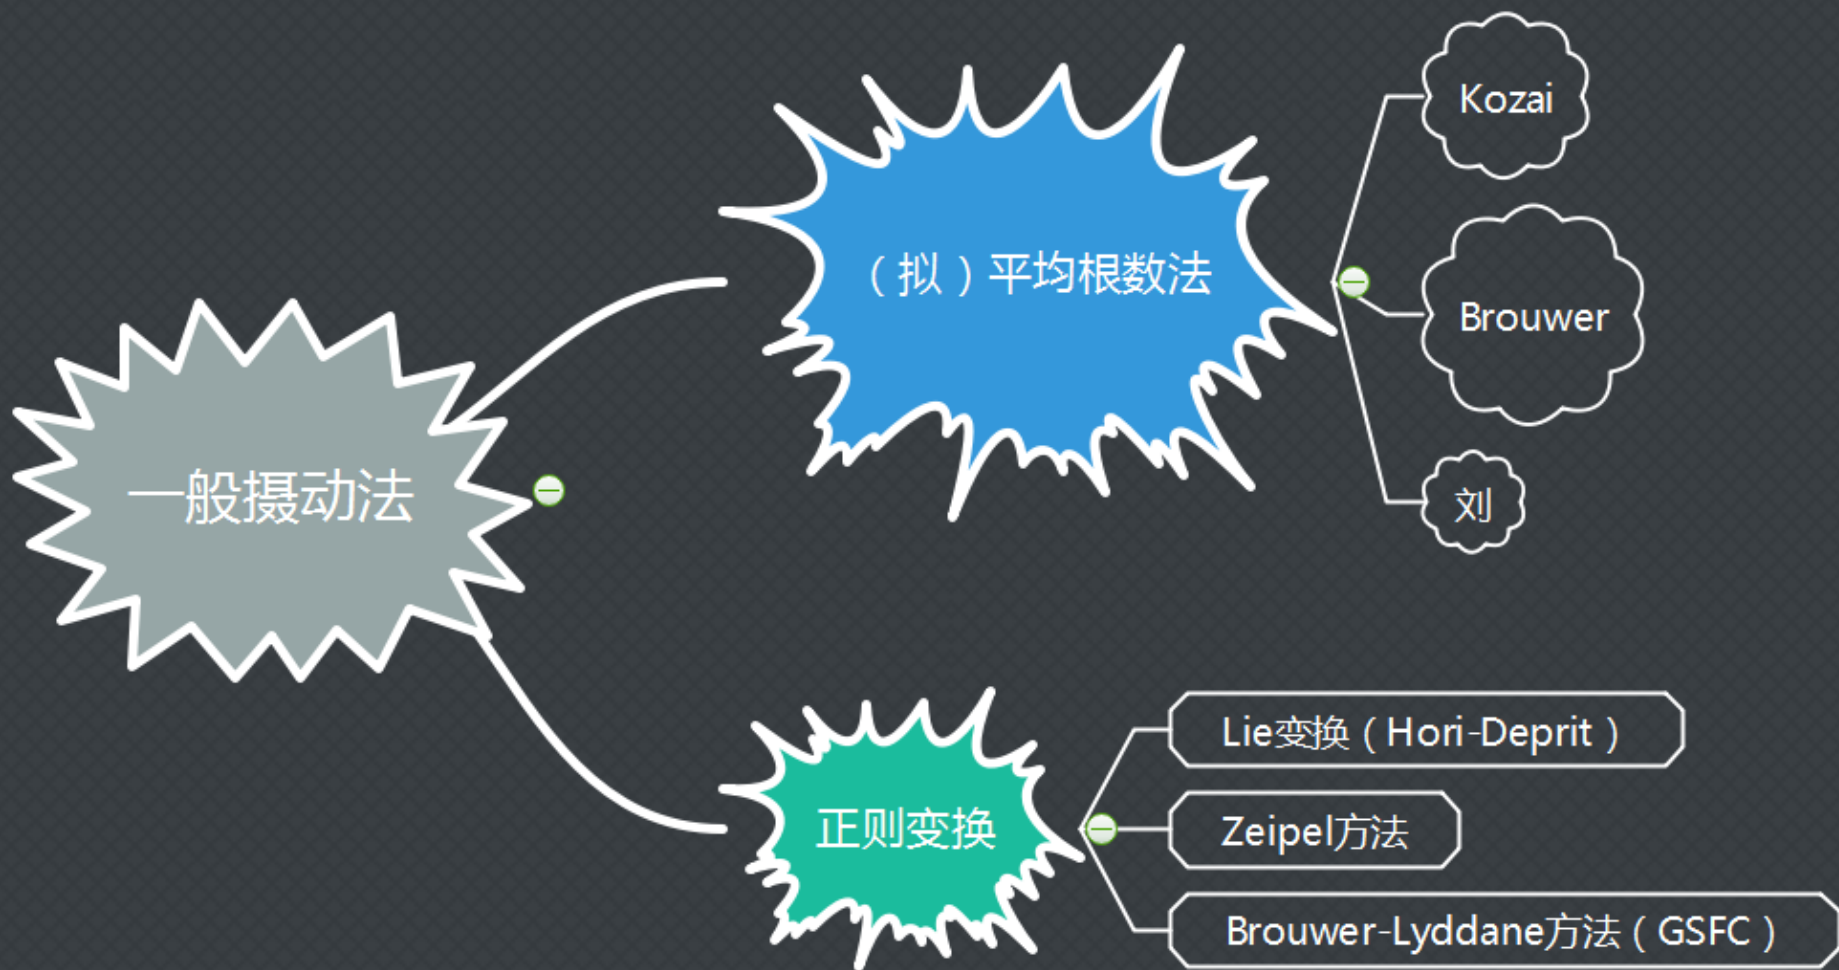 一般摄动法
（拟）平均根数法
Kozai
Brouwer
刘
正则变换
Lie变换（Hori-Deprit）
Zeipel方法
Brouwer-Lyddane方法（GSFC）